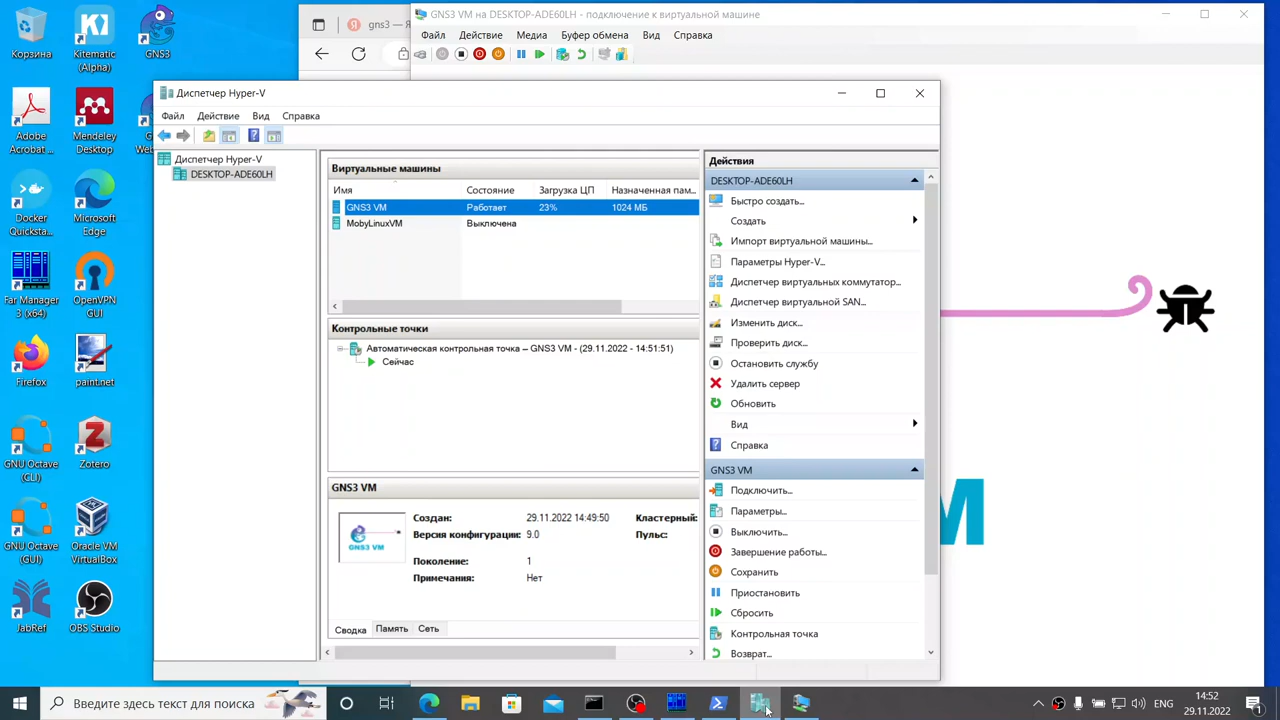 Корзина
Kitematic (Alpha)
GNS3
Adobe Acrobat ...
Mendeley Desktop
Docker Quicksta...
Microsoft Edge
Far Manager 3 (x64)
OpenVPN GUI
Firefox
paint.net
GNU Octave (CLI)
Zotero
GNU Octave (GUI)
Oracle VM VirtualBox
JabRef
OBS Studio
gns3 — Я
GNS3 VM на DESKTOP-ADE60LH - подключение к виртуальной машине
Файл Действие Медиа Буфер обмена Вид Справка
Диспетчер Hyper-V
Файл Действие Вид Справка
Диспетчер Hyper-V
DESKTOP-ADE60LH
Виртуальные машины
Имя Состояние Загрузка ЦП Назначенная пам...
GNS3 VM Работает 23% 1024 МБ
MobyLinuxVM Выключена
Контрольные точки
Автоматическая контрольная точка – GNS3 VM - (29.11.2022 - 14:51:51)
Сейчас
GNS3 VM
GNS3 VM
Создан: 29.11.2022 14:49:50 Кластерный:
Версия конфигурации: 9.0 Пульс:
Поколение: 1
Примечания: Нет
Сводка Память Сеть
Действия
DESKTOP-ADE60LH
Быстро создать...
Создать
Импорт виртуальной машины...
Параметры Hyper-V...
Диспетчер виртуальных коммутатор...
Диспетчер виртуальной SAN...
Изменить диск...
Проверить диск...
Остановить службу
Удалить сервер
Обновить
Вид
Справка
GNS3 VM
Подключить...
Параметры...
Выключить...
Завершение работы...
Сохранить
Приостановить
Сбросить
Контрольная точка
Возврат...
M
Введите здесь текст для поиска
ENG
14:52
29.11.2022
1